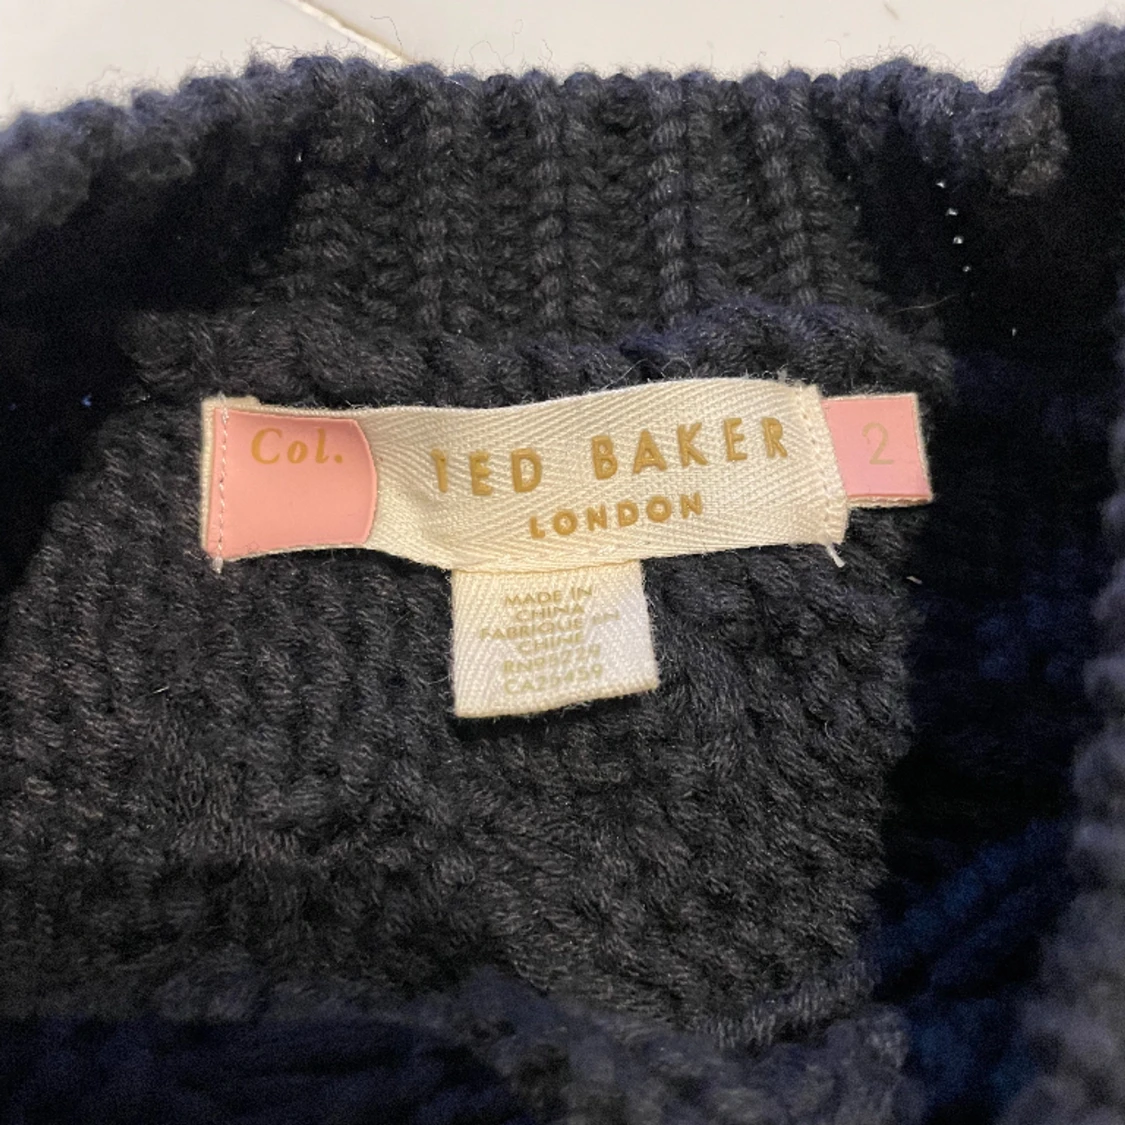 Col.
TED BAKER
LONDON
2
MADE IN
CHINA
FABRIQUE EN
CHINE